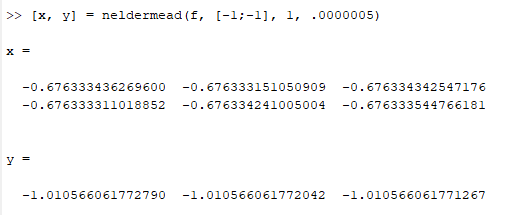 >> [x, y] = neldermead(f, [-1;-1], 1, .0000005)
x =
-0.676333436269600 -0.676333151050909 -0.676334342547176
-0.676333311018852 -0.676334241005004 -0.676333544766181
y =
-1.010566061772790 -1.010566061772042 -1.010566061771267